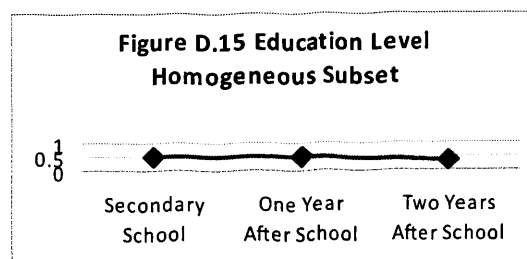 Figure D.15 Education Level
Homogeneous Subset
1
0.5
0
Secondary School
One Year After School
Two Years After School